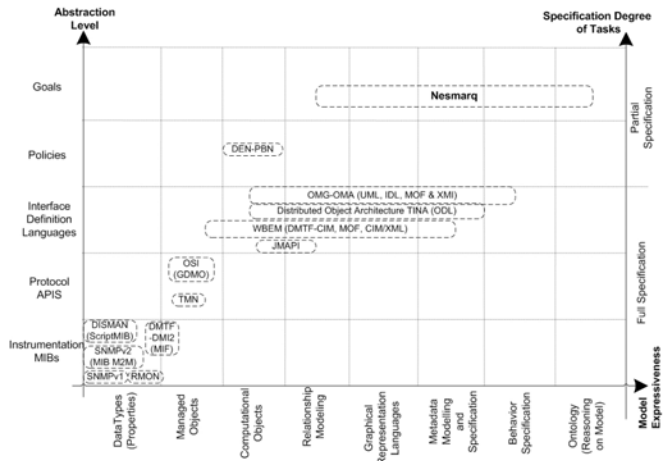 Abstraction
Level
Specification Degree
of Tasks
Goals
Nesmarq
Partial
Specification
Policies
DEN-PBN
Interface
Definition
Languages
OMG-OMA (UML, IDL, MOF & XMI)
Distributed Object Architecture TINA (ODL)
WBEM (DMTF-CIM, MOF, CIM/XML)
JMAPI
Protocol
APIS
OSI
(GDMO)
TMN
Full Specification
Instrumentation
MIBs
DISMAN
(ScriptMIB)
DMTF
-DMI2
(MIF)
SNMPv2
(MIB M2M)
SNMPv1
RMON
DataTypes
(Properties)
Managed
Objects
Computational
Objects
Relationship
Modeling
Graphical
Representation
Languages
Metadata
Modelling
and
Specification
Behavior
Specification
Ontology
(Reasoning
on Model)
Model
Expressiveness